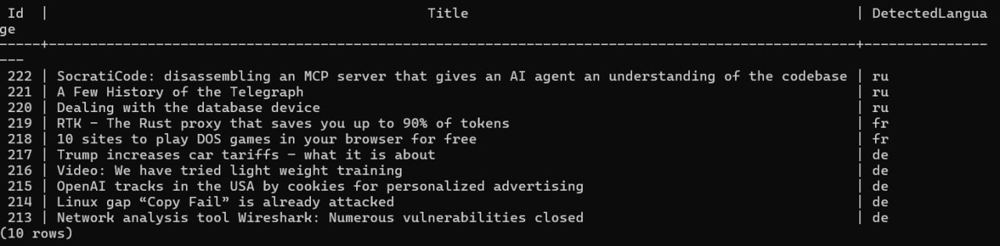 Id | Title | DetectedLangua
ge
-----+--------------------------------------------------------------------------------------------------+---------------
---
222 | SocratiCode: disassembling an MCP server that gives an AI agent an understanding of the codebase | ru
221 | A Few History of the Telegraph | ru
220 | Dealing with the database device | ru
219 | RTK – The Rust proxy that saves you up to 90% of tokens | fr
218 | 10 sites to play DOS games in your browser for free | fr
217 | Trump increases car tariffs – what it is about | de
216 | Video: We have tried light weight training | de
215 | OpenAI tracks in the USA by cookies for personalized advertising | de
214 | Linux gap “Copy Fail” is already attacked | de
213 | Network analysis tool Wireshark: Numerous vulnerabilities closed | de
(10 rows)